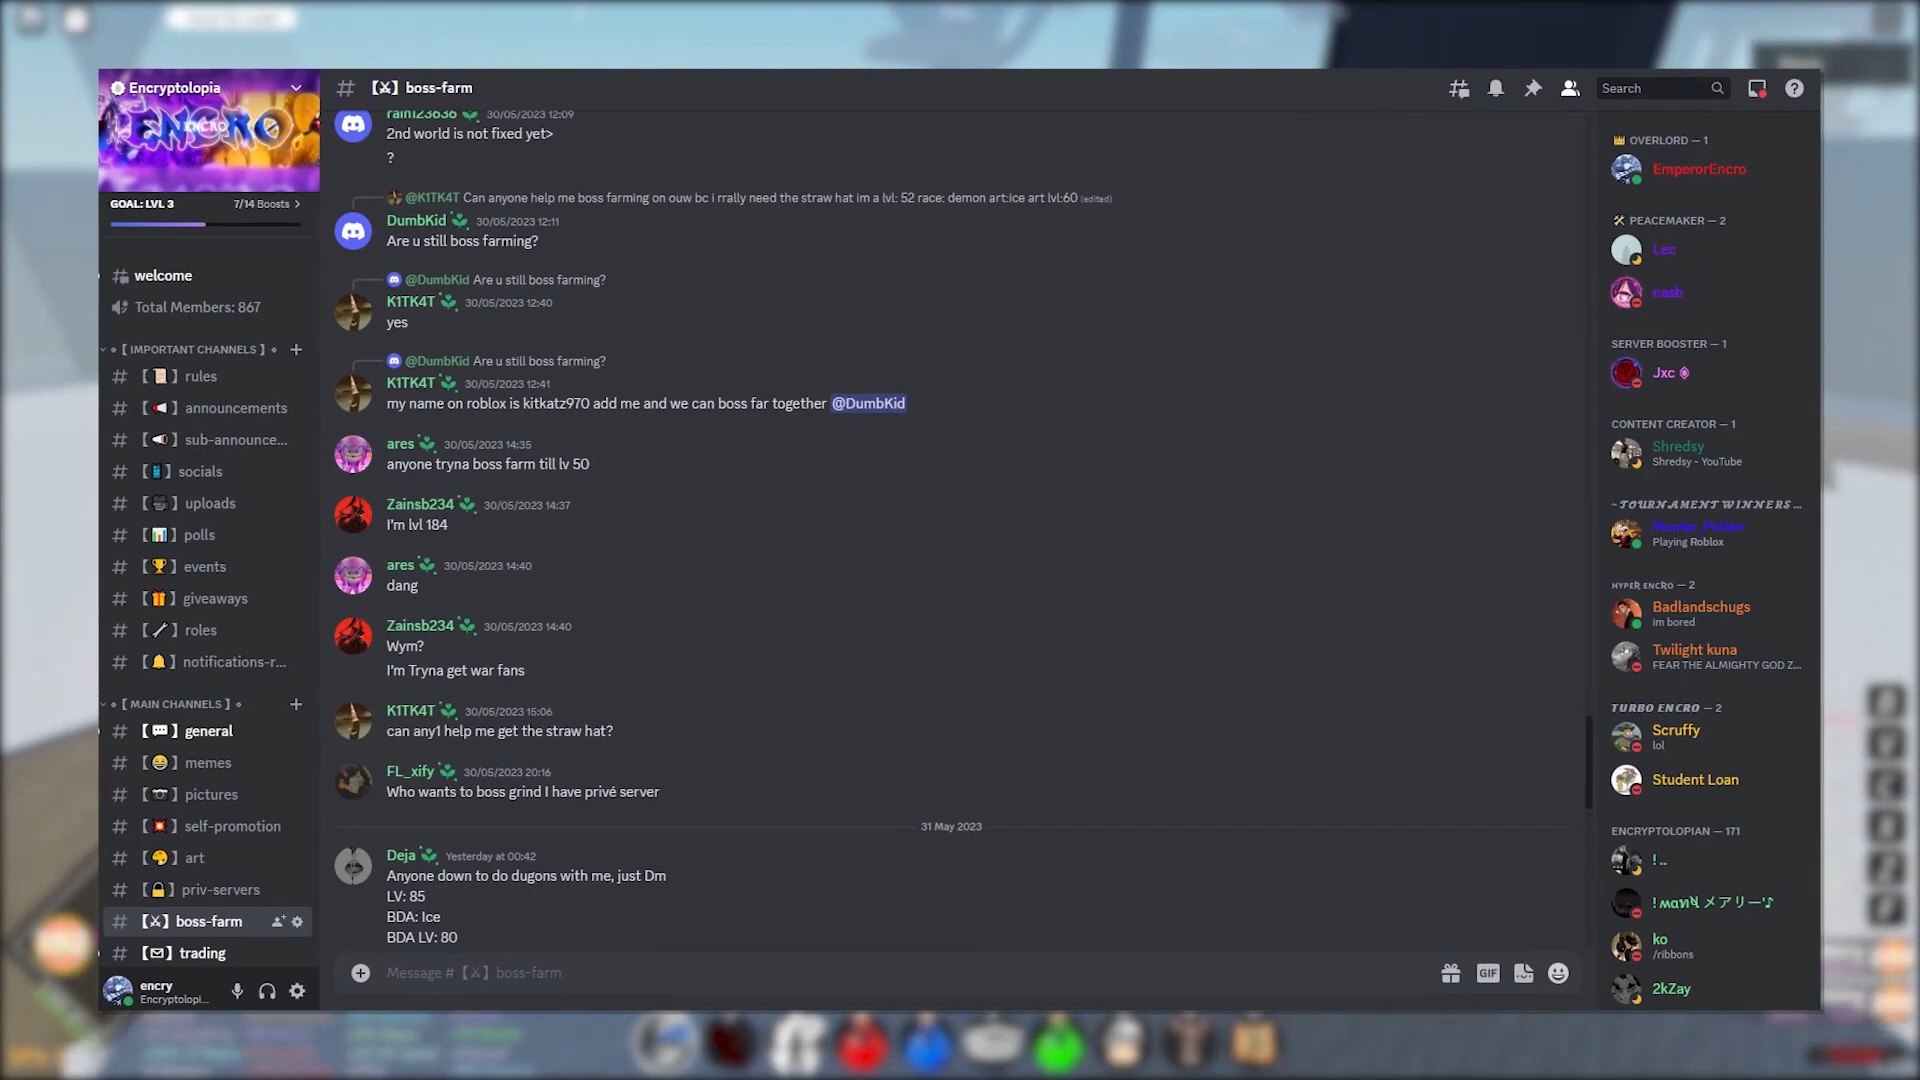 Encryptolopia
ENCRO
GOAL: LVL 3
7/14 Boosts
welcome
Total Members: 867
[ IMPORTANT CHANNELS ]
rules
announcements
sub-announce...
socials
uploads
polls
events
giveaways
roles
notifications-r...
[ MAIN CHANNELS ]
general
memes
pictures
self-promotion
art
priv-servers
boss-farm
trading
encry
Encryptolopi...
boss-farm
Search
rain123636 30/05/2023 12:09
2nd world is not fixed yet>
?
@K1TK4T Can anyone help me boss farming on ouw bc i rrally need the straw hat im a lvl: 52 race: demon art:ice art lvl:60 (edited)
DumbKid 30/05/2023 12:11
Are u still boss farming?
@DumbKid Are u still boss farming?
K1TK4T 30/05/2023 12:40
yes
@DumbKid Are u still boss farming?
K1TK4T 30/05/2023 12:41
my name on roblox is kitkatz970 add me and we can boss far together @DumbKid
ares 30/05/2023 14:35
anyone tryna boss farm till lv 50
Zainsb234 30/05/2023 14:37
I'm lvl 184
ares 30/05/2023 14:40
dang
Zainsb234 30/05/2023 14:40
Wym?
I'm Tryna get war fans
K1TK4T 30/05/2023 15:06
can any1 help me get the straw hat?
FL_xify 30/05/2023 20:16
Who wants to boss grind I have privé server
31 May 2023
Deja Yesterday at 00:42
Anyone down to do dugons with me, just Dm
LV: 85
BDA: Ice
BDA LV: 80
Message # 【⚔】boss-farm
GIF
OVERLORD — 1
EmperorEncro
PEACEMAKER — 2
Lec
nasb
SERVER BOOSTER — 1
Jxc
CONTENT CREATOR — 1
Shredsy
Shredsy - YouTube
~TOURNAMENT WINNERS ...
Playing Roblox
HYPER ENCRO — 2
Badlandschugs
im bored
Twilight kuna
FEAR THE ALMIGHTY GOD Z...
TURBO ENCRO — 2
Scruffy
lol
Student Loan
ENCRYPTOLOPIAN — 171
! ..
メアリー'♪
ko
/ribbons
2kZay